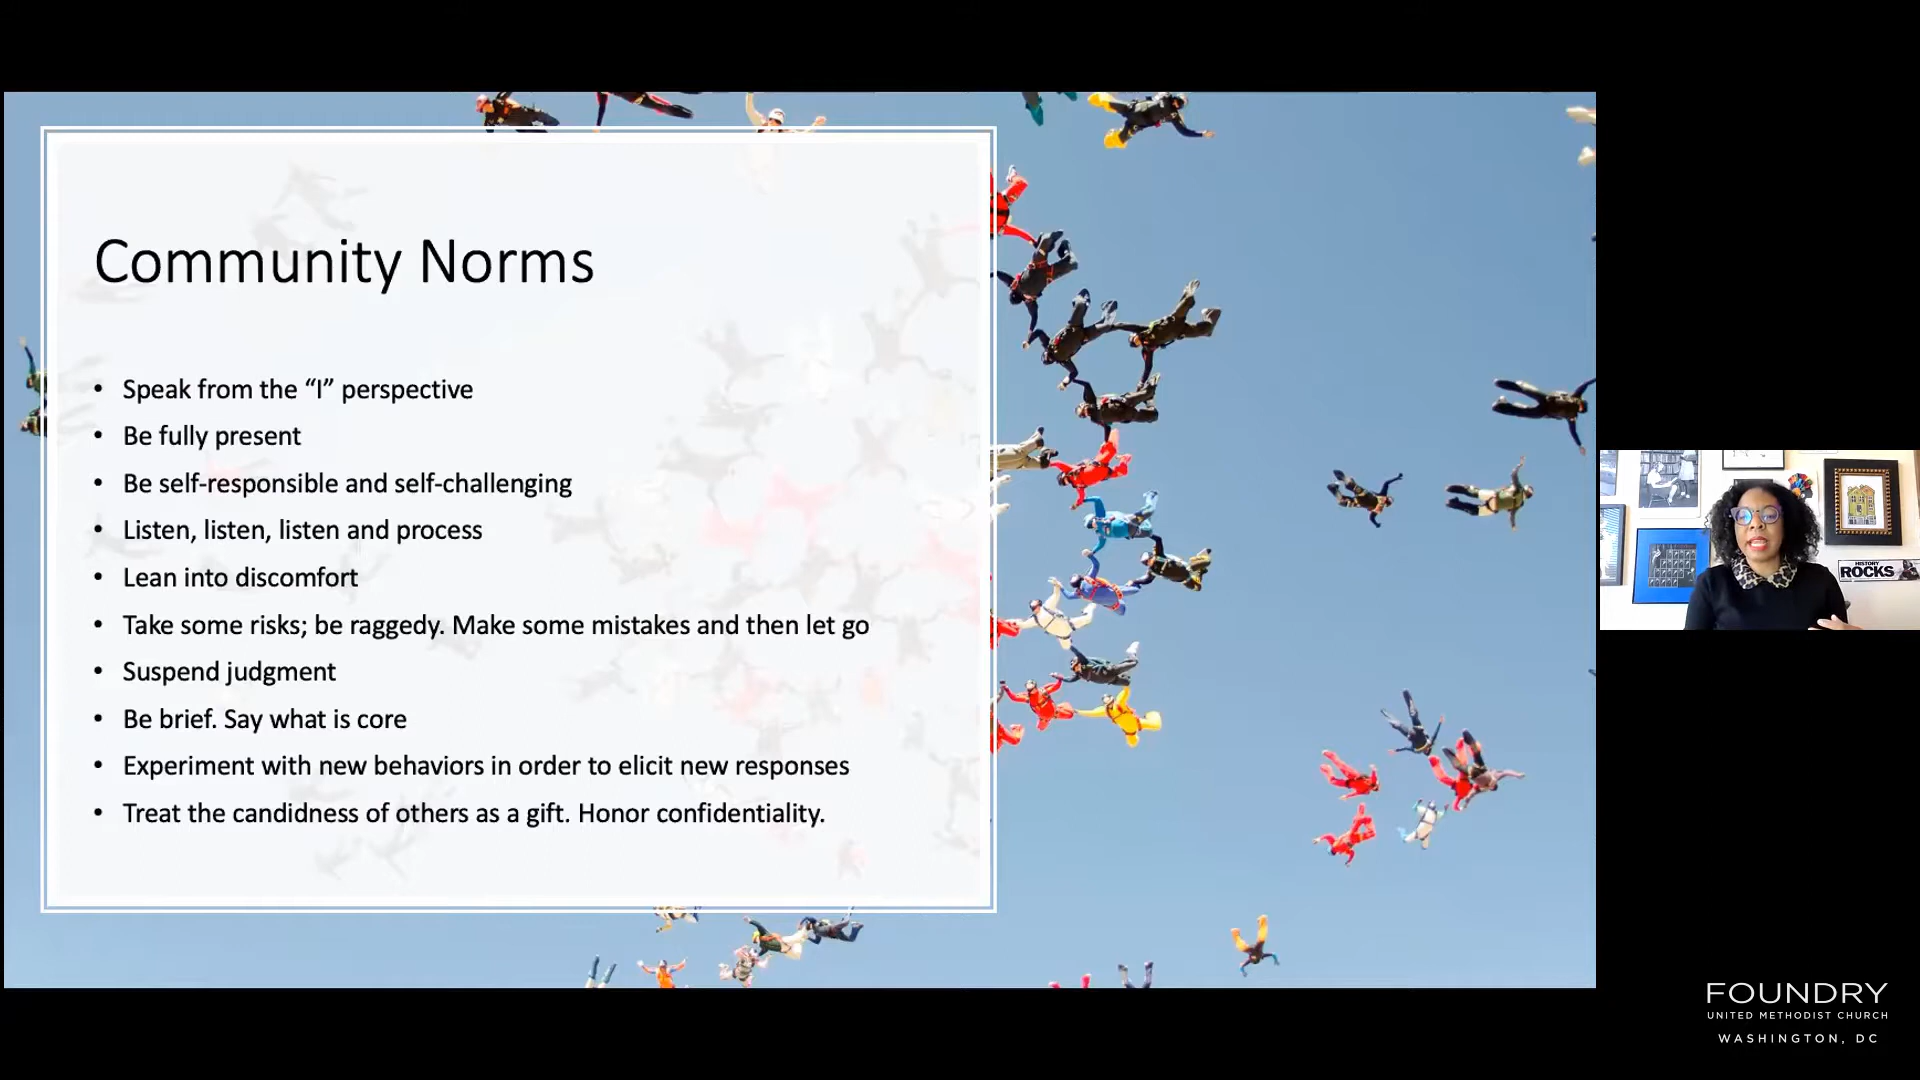 Community Norms
• Speak from the “I” perspective
• Be fully present
• Be self-responsible and self-challenging
• Listen, listen, listen and process
• Lean into discomfort
• Take some risks; be raggedy. Make some mistakes and then let go
• Suspend judgment
• Be brief. Say what is core
• Experiment with new behaviors in order to elicit new responses
• Treat the candidness of others as a gift. Honor confidentiality.
HISTORY
ROCKS
FOUNDRY
UNITED METHODIST CHURCH
WASHINGTON, DC